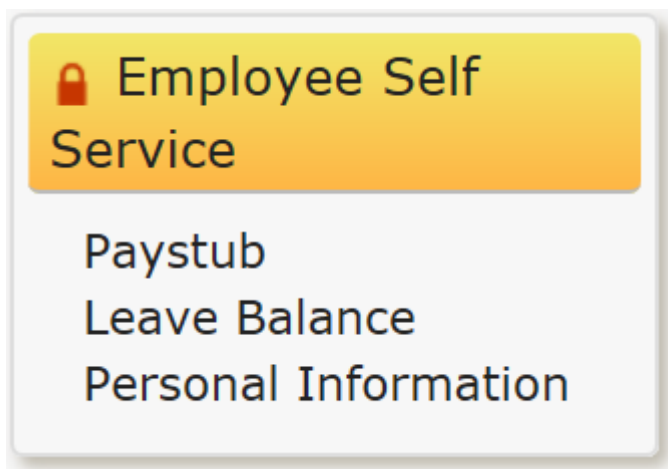 Employee Self
Service
Paystub
Leave Balance
Personal Information